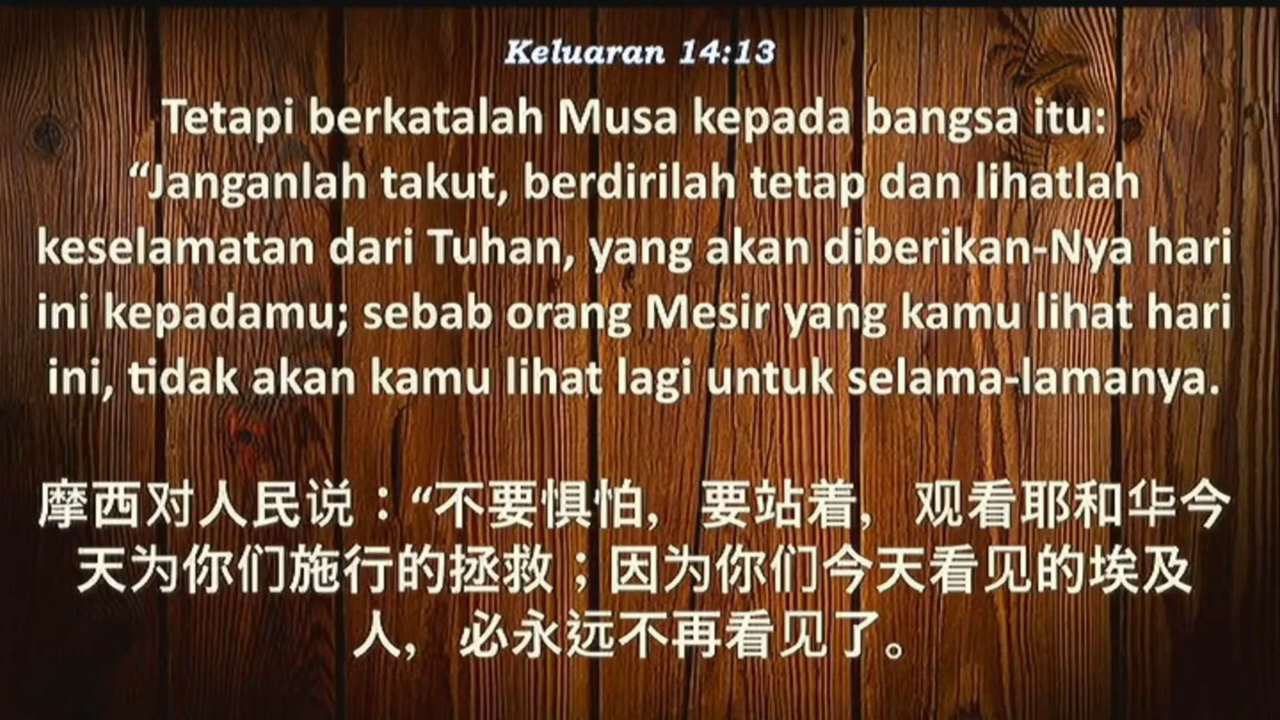 Keluaran 14:13
Tetapi berkatalah Musa kepada bangsa itu:
“Janganlah takut, berdirilah tetap dan lihatlah
keselamatan dari Tuhan, yang akan diberikan-Nya hari
ini kepadamu; sebab orang Mesir yang kamu lihat hari
ini, tidak akan kamu lihat lagi untuk selama-lamanya.
摩西对人民说：“不要惧怕，要站着，观看耶和华今
天为你们施行的拯救；因为你们今天看见的埃及
人，必永远不再看见了。